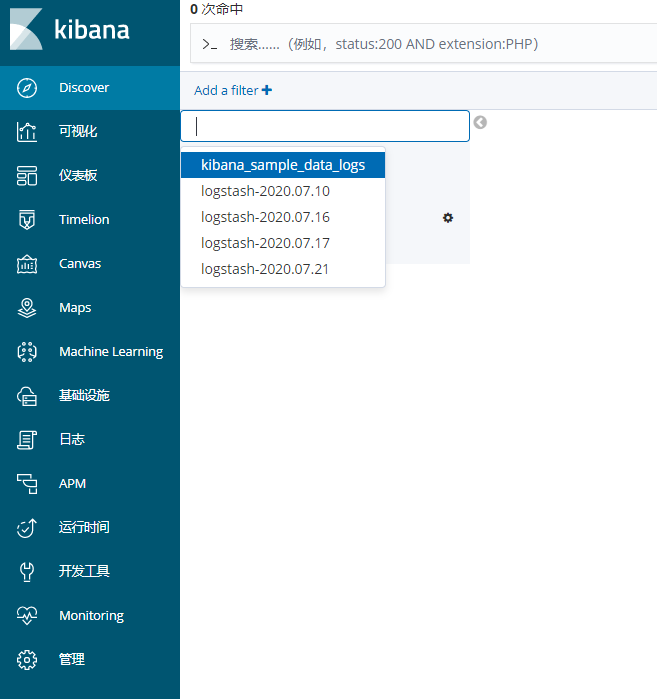 kibana
Discover
可视化
仪表板
Timelion
Canvas
Maps
Machine Learning
基础设施
日志
APM
运行时间
开发工具
Monitoring
管理
0 次命中
>_ 搜索……（例如，status:200 AND extension:PHP）
Add a filter +
kibana_sample_data_logs
logstash-2020.07.10
logstash-2020.07.16
logstash-2020.07.17
logstash-2020.07.21